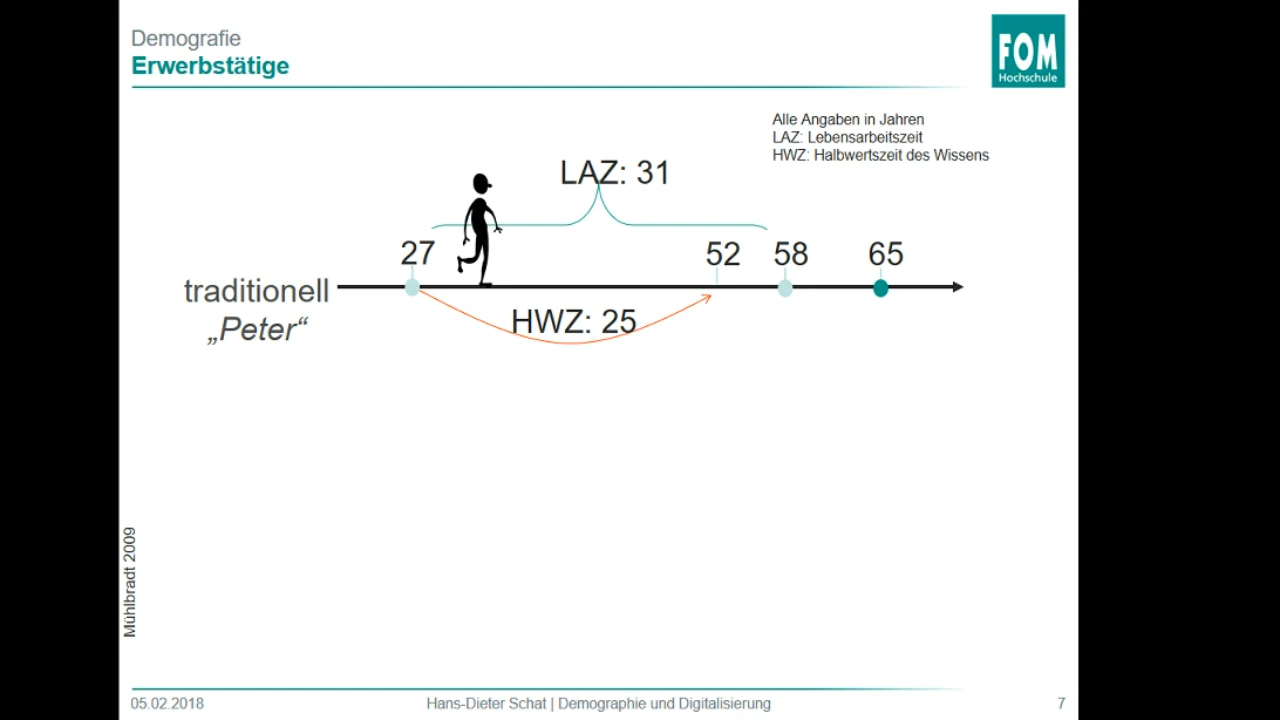 Demografie
Erwerbstätige
FOM
Hochschule
Alle Angaben in Jahren
LAZ: Lebensarbeitszeit
HWZ: Halbwertszeit des Wissens
LAZ: 31
27 52 58 65
traditionell
„Peter“
HWZ: 25
Mühlbradt 2009
05.02.2018 Hans-Dieter Schat | Demographie und Digitalisierung 7